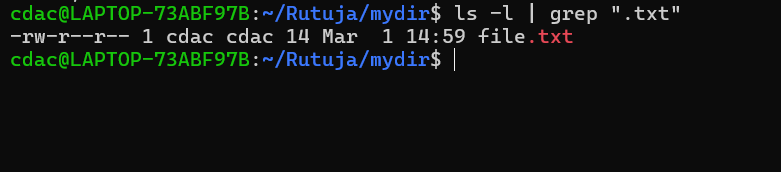 cdac@LAPTOP-73ABF97B:~/Rutuja/mydir$ ls -l | grep ".txt"
-rw-r--r-- 1 cdac cdac 14 Mar  1 14:59 file.txt
cdac@LAPTOP-73ABF97B:~/Rutuja/mydir$